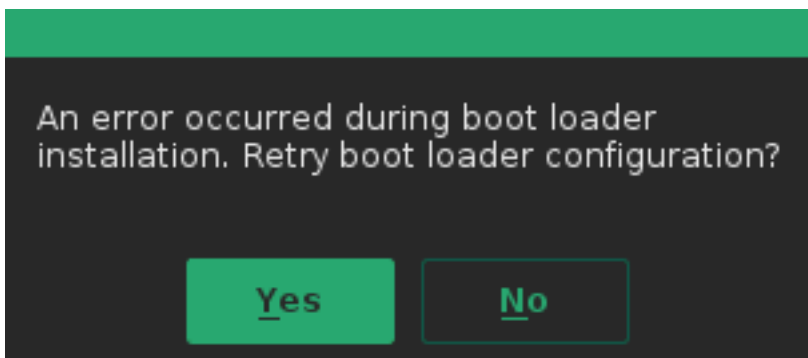 An error occurred during boot loader
installation. Retry boot loader configuration?
Yes No